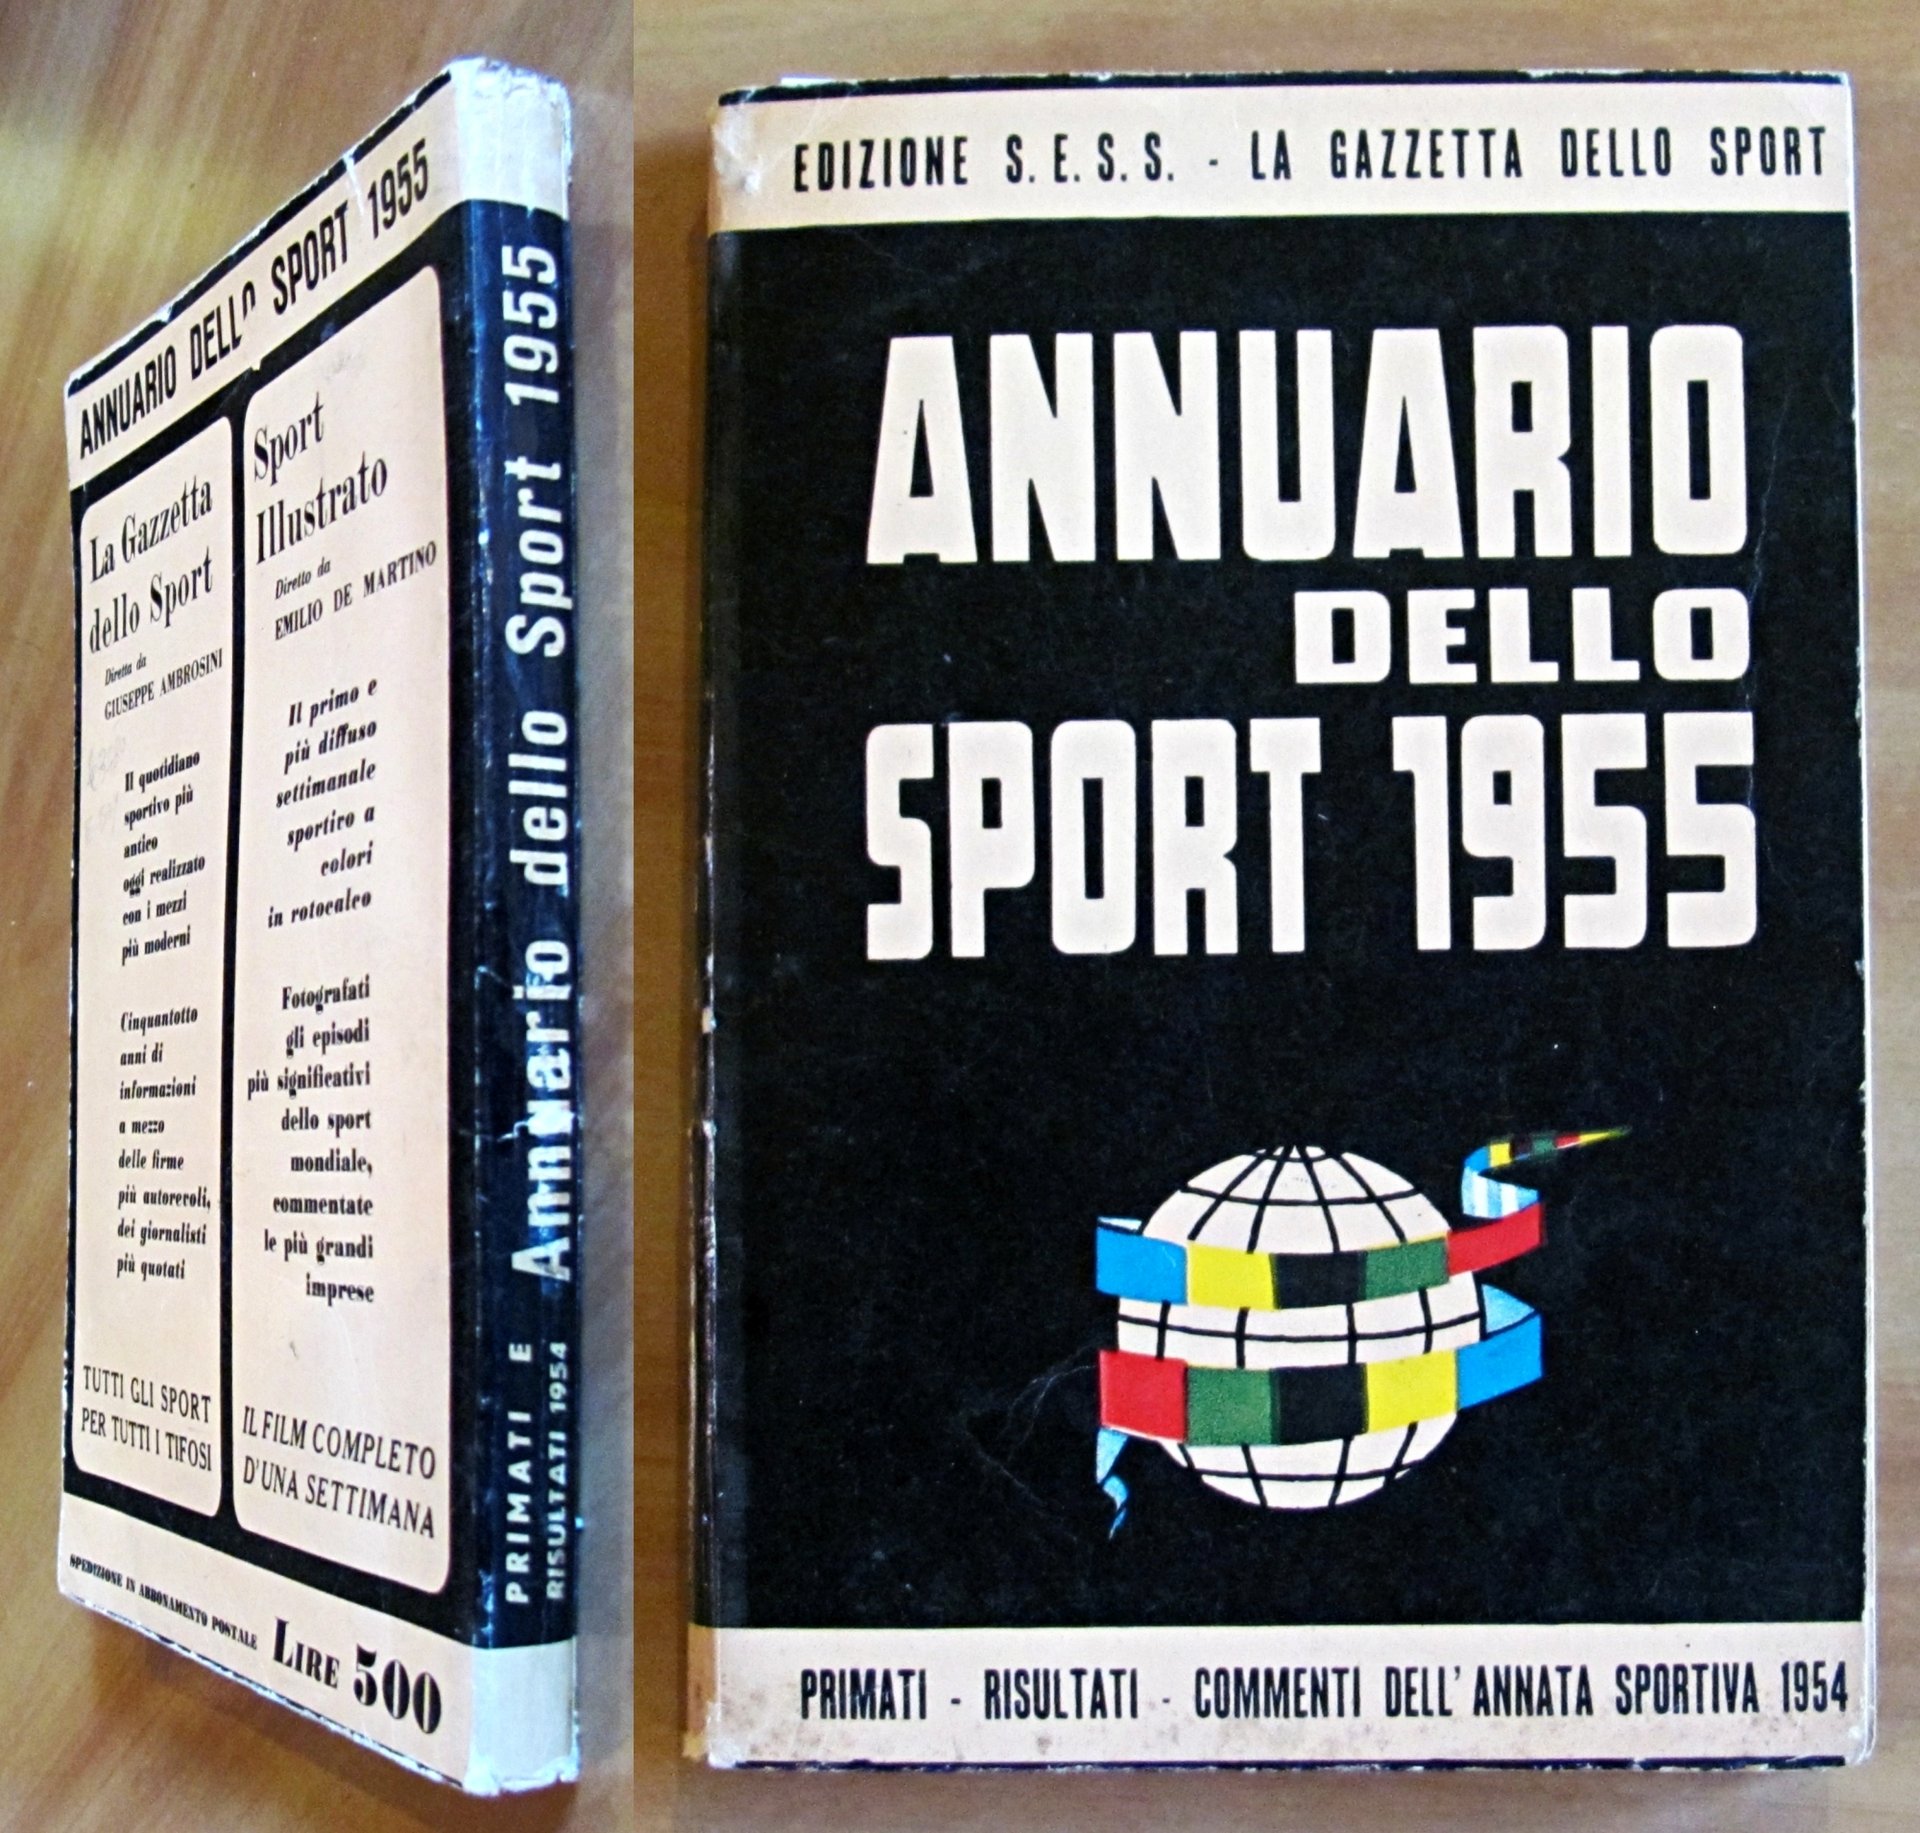 ANNUARIO DELLO SPORT 1955
La Gazzetta
dello Sport
Diretta da
GIUSEPPE AMBROSINI
Il quotidiano
sportivo più
antico
oggi realizzato
con i mezzi
più moderni
Cinquantotto
anni di
informazioni
a mezzo
delle firme
più autorevoli,
dei giornalisti
più quotati
TUTTI GLI SPORT
PER TUTTI I TIFOSI
Sport
Illustrato
Diretto da
EMILIO DE MARTINO
Il primo e
più diffuso
settimanale
sportivo a
colori
in rotocalco
Fotografati
gli episodi
più significativi
dello sport
mondiale,
commentate
le più grandi
imprese
IL FILM COMPLETO
D'UNA SETTIMANA
SPEDIZIONE IN ABBONAMENTO POSTALE LIRE 500
PRIMATI E
RISULTATI 1954
Annuario dello Sport 1955
EDIZIONE S.E.S.S. - LA GAZZETTA DELLO SPORT
ANNUARIO
DELLO
SPORT 1955
PRIMATI - RISULTATI - COMMENTI DELL'ANNATA SPORTIVA 1954